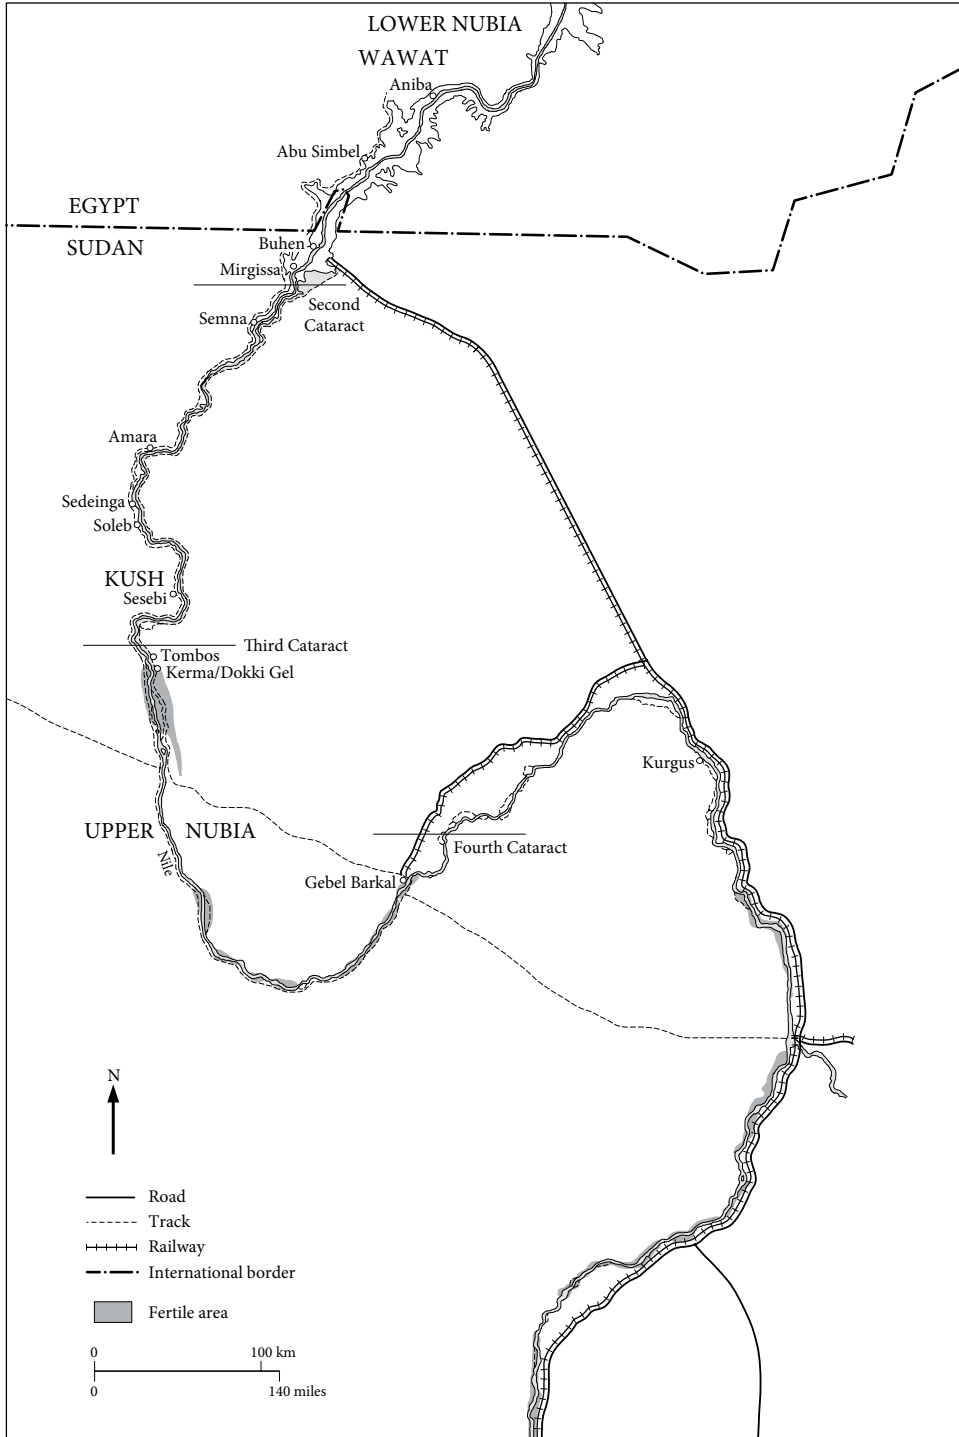 LOWER NUBIA
WAWAT
Aniba
Abu Simbel
EGYPT
SUDAN
Buhen
Mirgissa
Second
Cataract
Semna
Amara
Sedeinga
Soleb
KUSH
Sesebi
Third Cataract
Tombos
Kerma/Dokki Gel
Kurgus
UPPER NUBIA
Nile
Fourth Cataract
Gebel Barkal
N
Road
Track
Railway
International border
Fertile area
0 100 km
0 140 miles